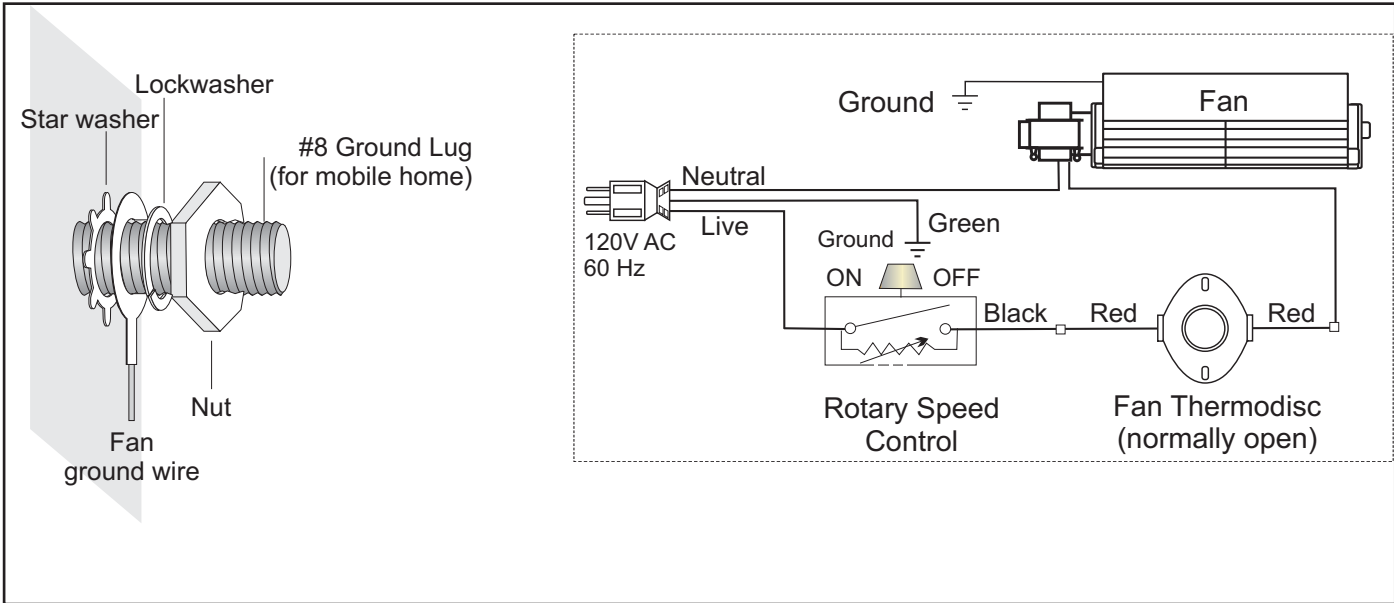 Lockwasher
Star washer
#8 Ground Lug
(for mobile home)
Nut
Fan
ground wire
Ground
Fan
Neutral
Live
120V AC
60 Hz
Green
Ground
ON
OFF
Black
Red
Red
Rotary Speed
Control
Fan Thermodisc
(normally open)